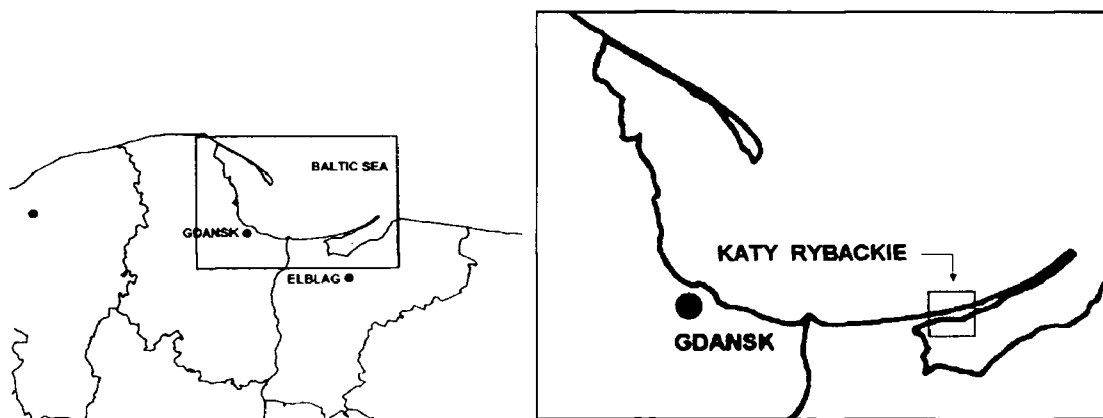 BALTIC SEA
GDANSK
ELBLAG
KATY RYBACKIE
GDANSK